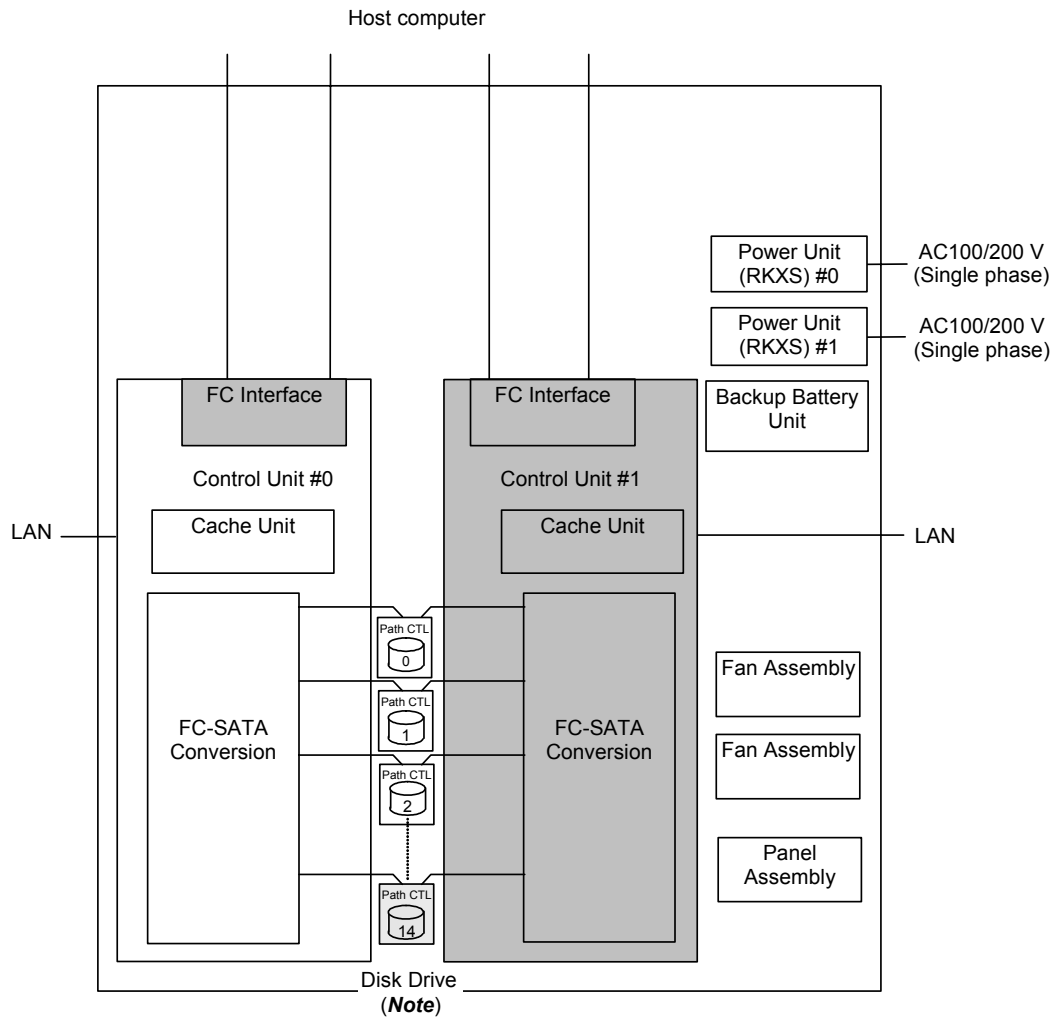 Host computer
Power Unit
(RKXS) #0
AC100/200 V
(Single phase)
Power Unit
(RKXS) #1
AC100/200 V
(Single phase)
FC Interface
FC Interface
Backup Battery
Unit
Control Unit #0
Control Unit #1
LAN
Cache Unit
Cache Unit
LAN
Path CTL
0
Fan Assembly
Path CTL
1
FC-SATA
Conversion
FC-SATA
Conversion
Fan Assembly
Path CTL
2
Panel
Assembly
Path CTL
14
Disk Drive
(Note)